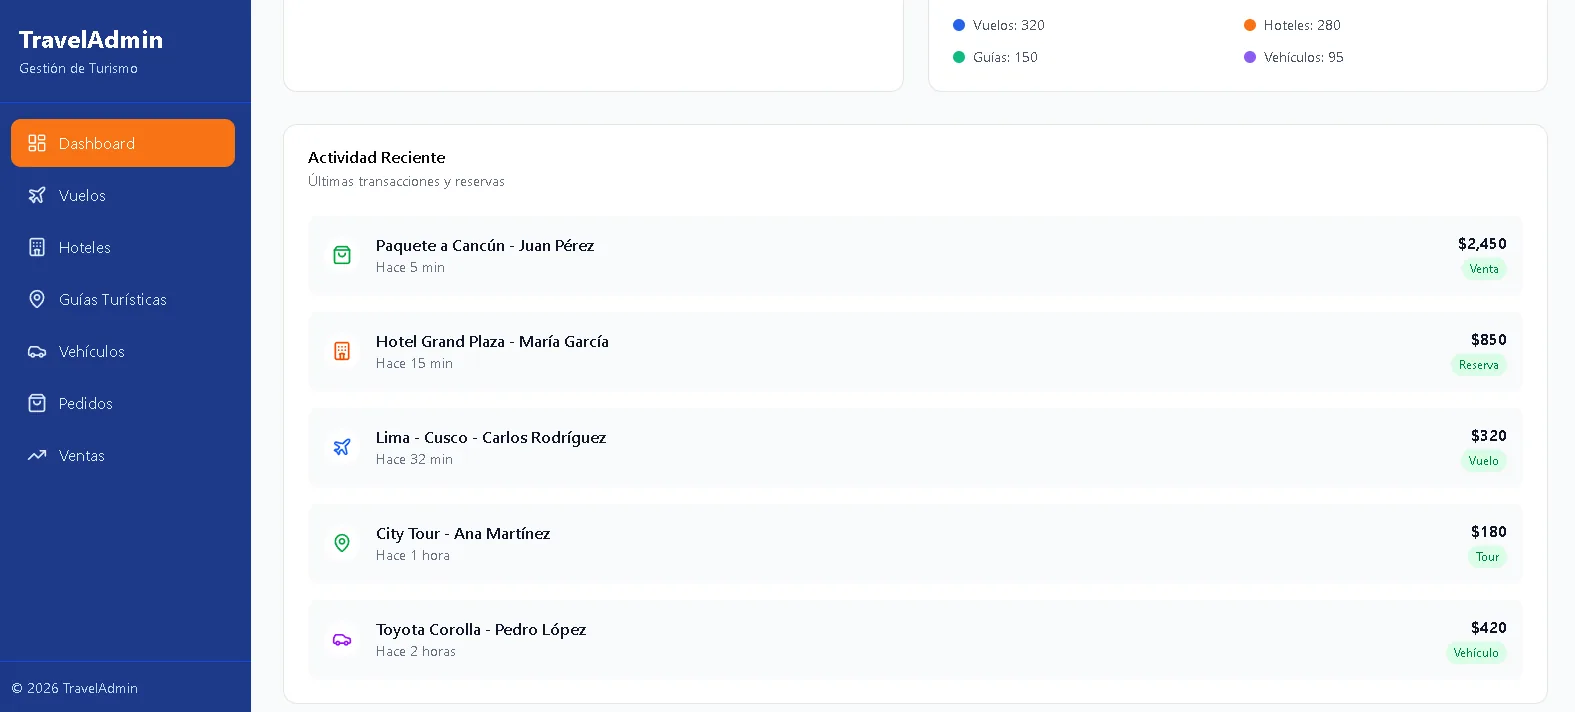 TravelAdmin
Gestión de Turismo
Dashboard
Vuelos
Hoteles
Guías Turísticas
Vehículos
Pedidos
Ventas
© 2026 TravelAdmin
Vuelos: 320
Hoteles: 280
Guías: 150
Vehículos: 95
Actividad Reciente
Últimas transacciones y reservas
Paquete a Cancún - Juan Pérez
Hace 5 min
$2,450
Venta
Hotel Grand Plaza - María García
Hace 15 min
$850
Reserva
Lima - Cusco - Carlos Rodríguez
Hace 32 min
$320
Vuelo
City Tour - Ana Martínez
Hace 1 hora
$180
Tour
Toyota Corolla - Pedro López
Hace 2 horas
$420
Vehículo